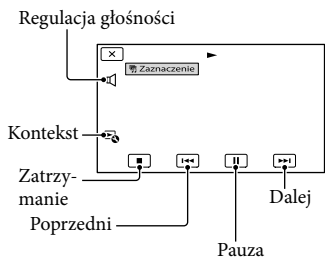 Regulacja głośności
Zaznaczenie
Kontekst
Zatrzy-
manie
Poprzedni
Pauza
Dalej